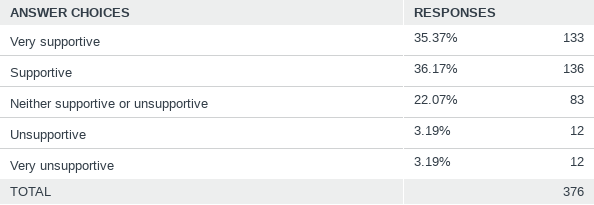 ANSWER CHOICES RESPONSES
Very supportive 35.37% 133
Supportive 36.17% 136
Neither supportive or unsupportive 22.07% 83
Unsupportive 3.19% 12
Very unsupportive 3.19% 12
TOTAL 376